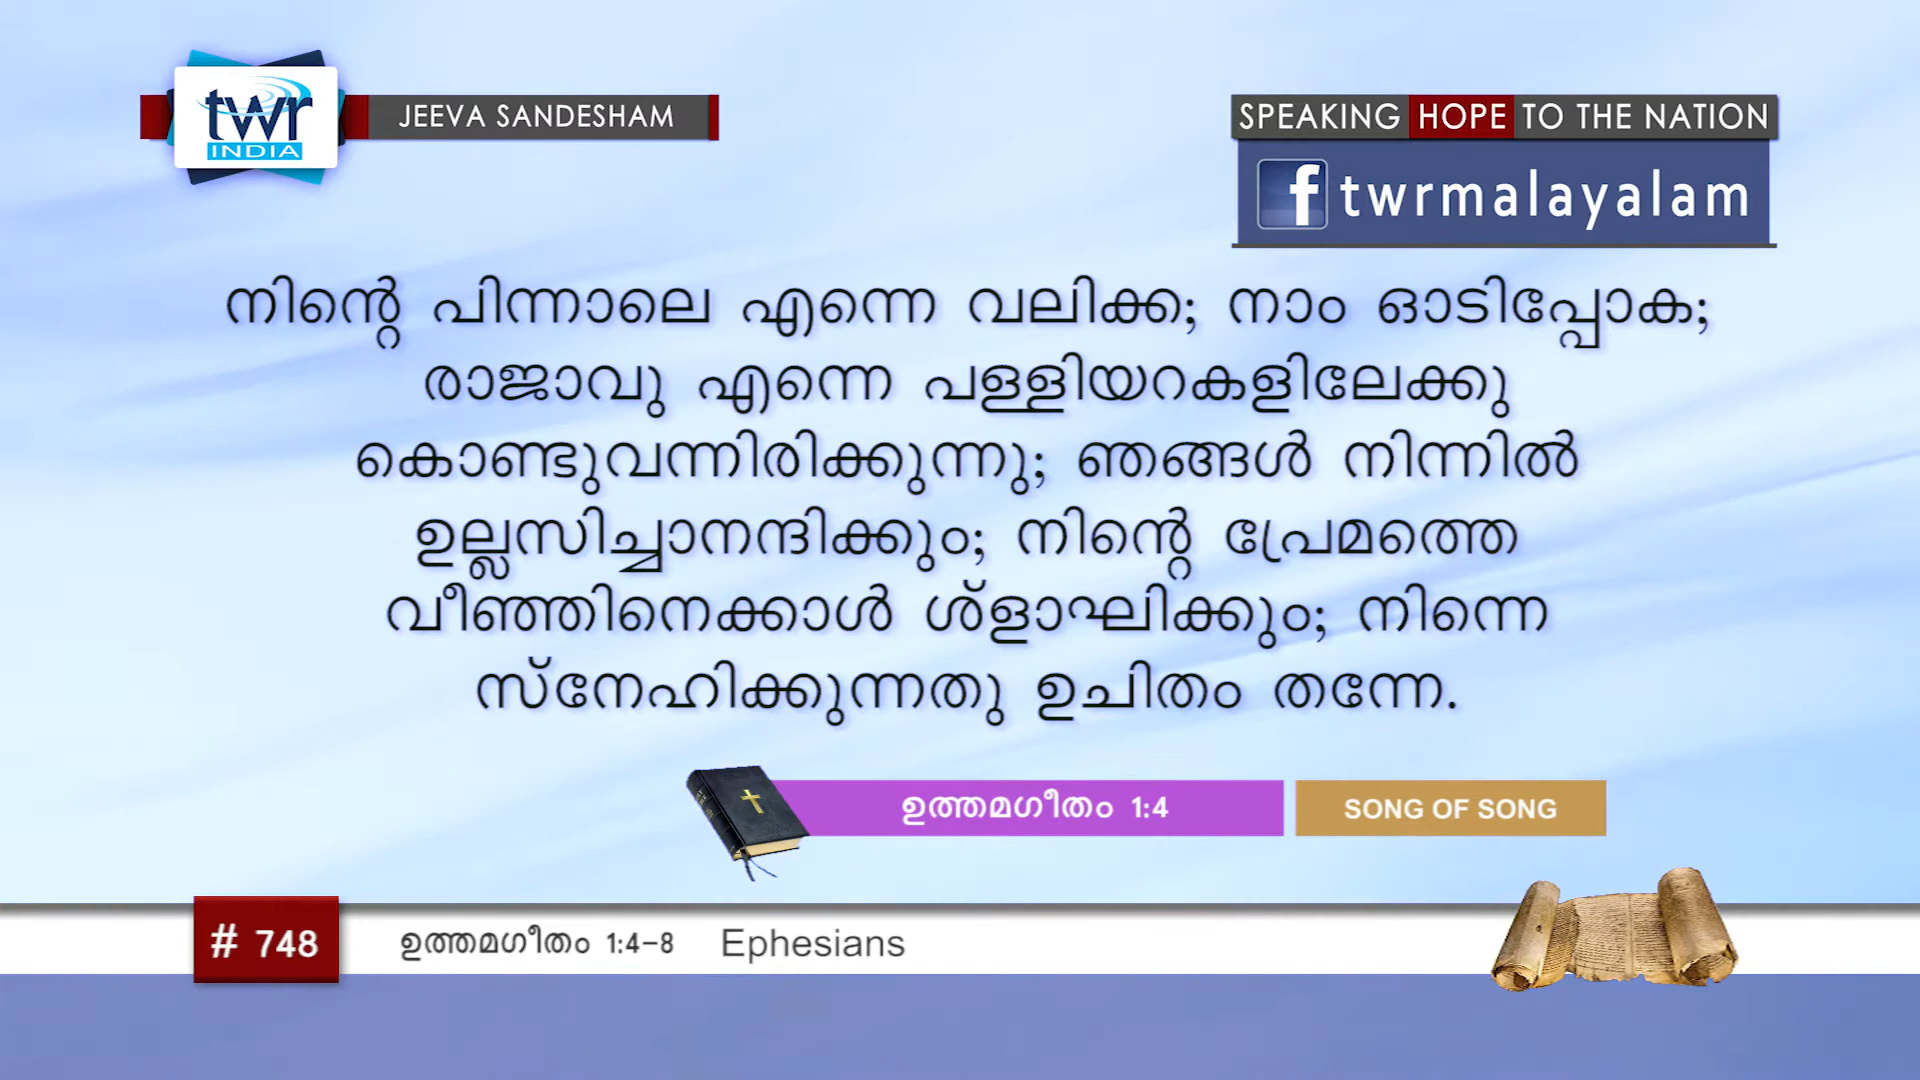 twr
INDIA
JEEVA SANDESHAM
SPEAKING HOPE TO THE NATION
f twrmalayalam
നിന്റെ പിന്നാലെ എന്നെ വലിക്ക; നാം ഓടിപ്പോക;
രാജാവു എന്നെ പള്ളിയറകളിലേക്കു
കൊണ്ടുവന്നിരിക്കുന്നു; ഞങ്ങൾ നിന്നിൽ
ഉല്ലസിച്ചാനന്ദിക്കും; നിന്റെ പ്രേമത്തെ
വീഞ്ഞിനെക്കാൾ ശ്ളാഘിക്കും; നിന്നെ
സ്നേഹിക്കുന്നതു ഉചിതം തന്നേ.
ഉത്തമഗീതം 1:4
SONG OF SONG
# 748
ഉത്തമഗീതം 1:4-8 Ephesians